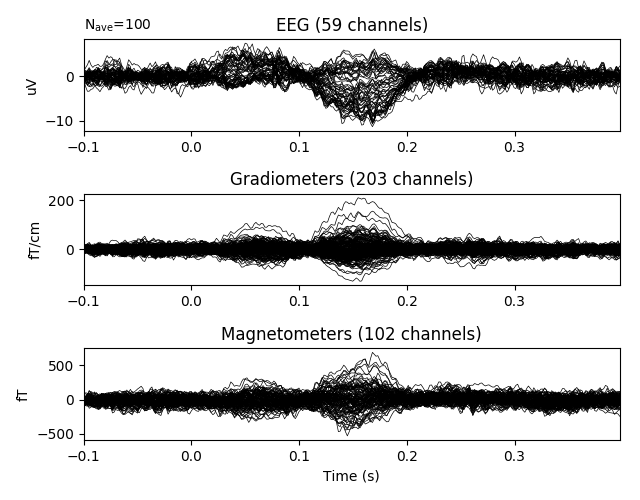 N_ave=100
EEG (59 channels)
0
−10
uV
−0.1 0.0 0.1 0.2 0.3
Gradiometers (203 channels)
200
0
fT/cm
−0.1 0.0 0.1 0.2 0.3
Magnetometers (102 channels)
500
0
−500
fT
−0.1 0.0 0.1 0.2 0.3
Time (s)